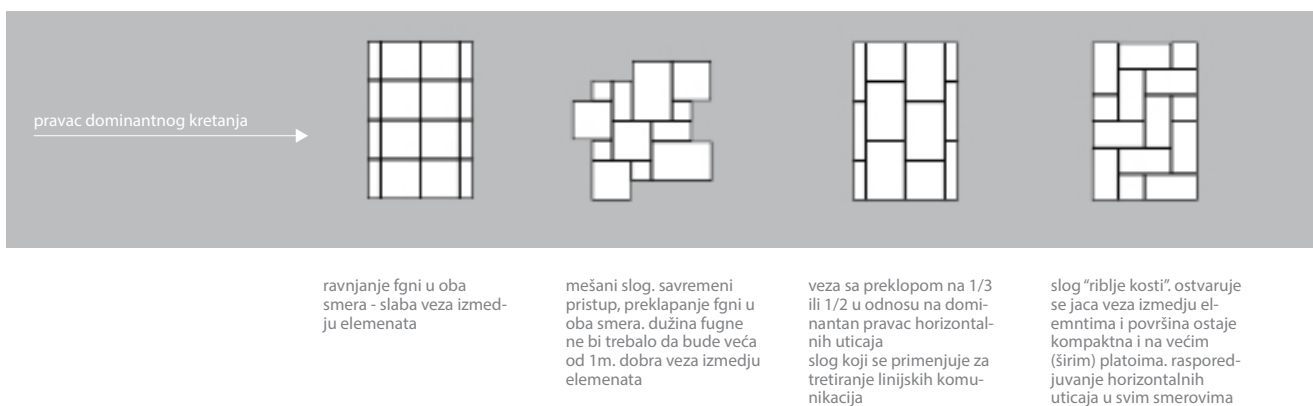 pravac dominantnog kretanja
ravnjanje fgni u oba
smera - slaba veza izmed-
ju elemenata
mešani slog. savremeni
pristup, preklapanje fgni u
oba smera. dužina fugne
ne bi trebalo da bude veća
od 1m. dobra veza izmedju
elemenata
veza sa preklopom na 1/3
ili 1/2 u odnosu na domi-
nantan pravac horizontal-
nih uticaja
slog koji se primenjuje za
tretiranje linijskih komu-
nikacija
slog “riblje kosti”. ostvaruje
se jaca veza izmedju el-
emntima i površina ostaje
kompaktna i na većim
(širim) platoima. raspored-
juvanje horizontalnih
uticaja u svim smerovima